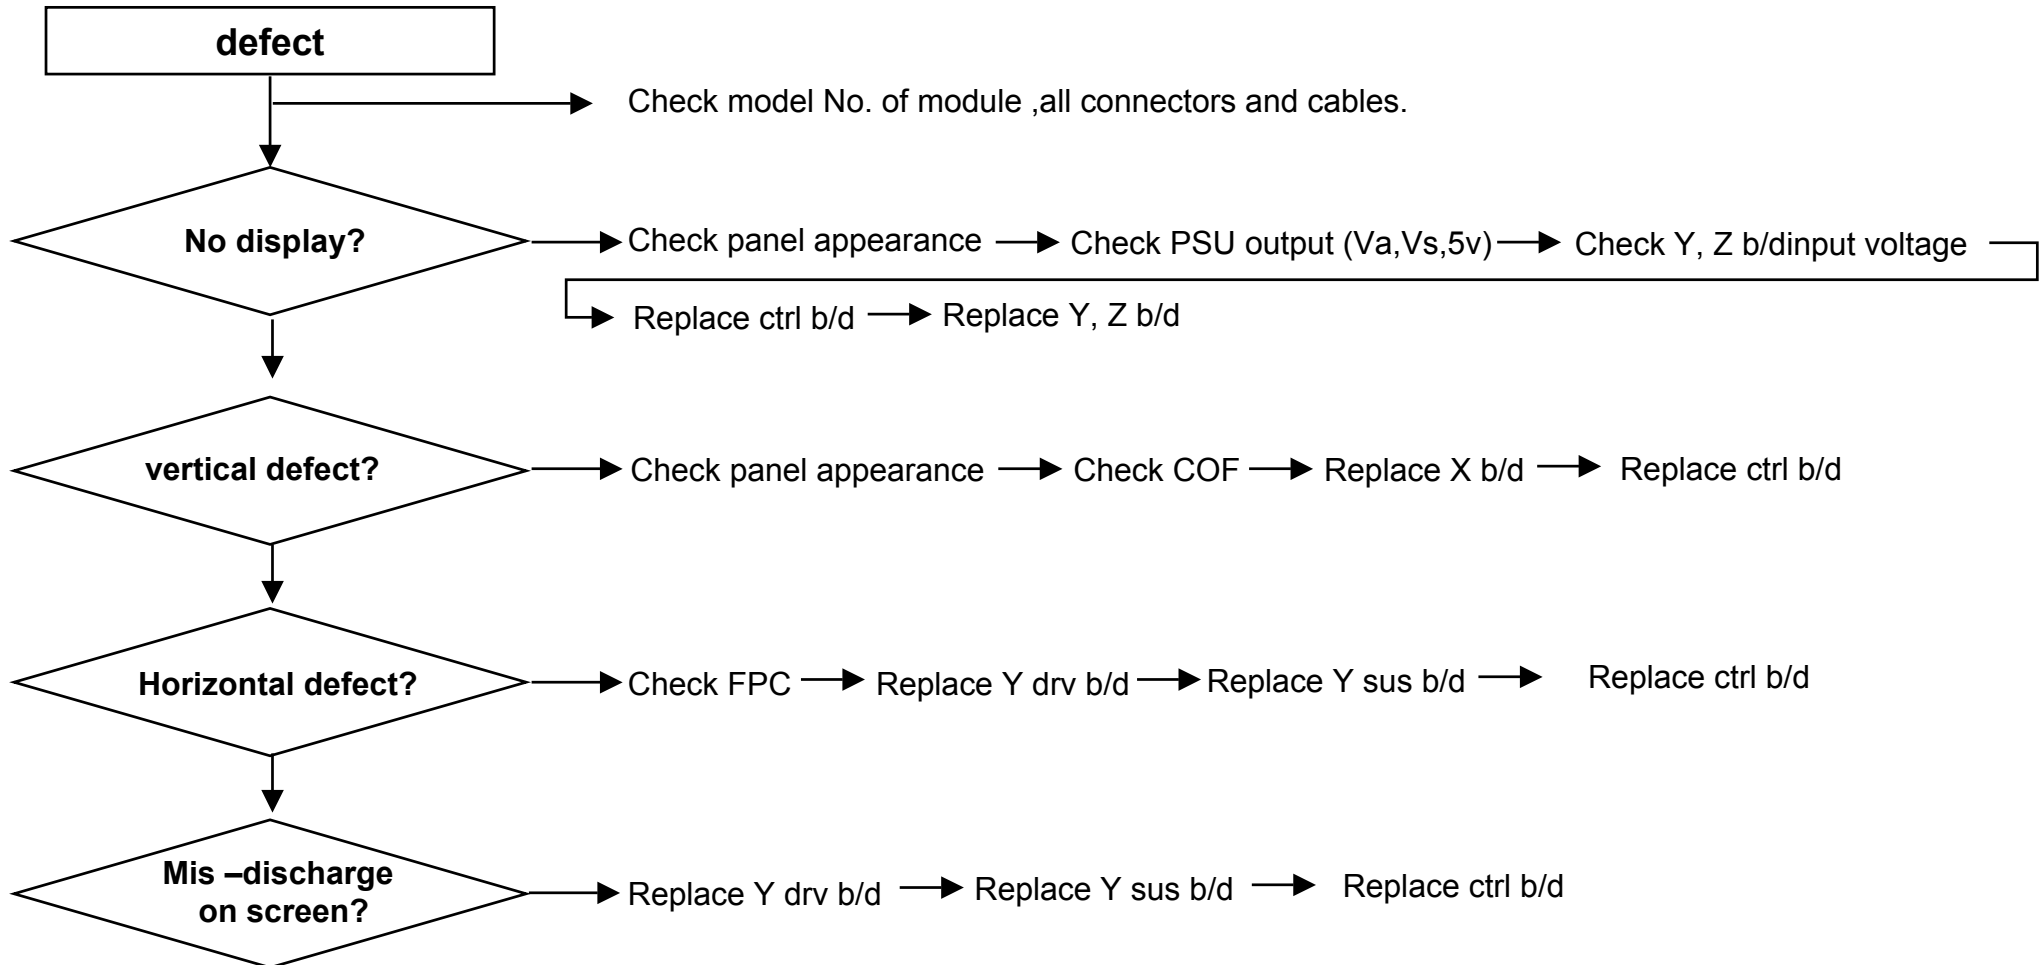 defect
Check model No. of module ,all connectors and cables.
No display?
Check panel appearance
Check PSU output (Va,Vs,5v)
Check Y, Z b/dinput voltage
Replace ctrl b/d
Replace Y, Z b/d
vertical defect?
Check panel appearance
Check COF
Replace X b/d
Replace ctrl b/d
Horizontal defect?
Check FPC
Replace Y drv b/d
Replace Y sus b/d
Replace ctrl b/d
Mis –discharge
on screen?
Replace Y drv b/d
Replace Y sus b/d
Replace ctrl b/d